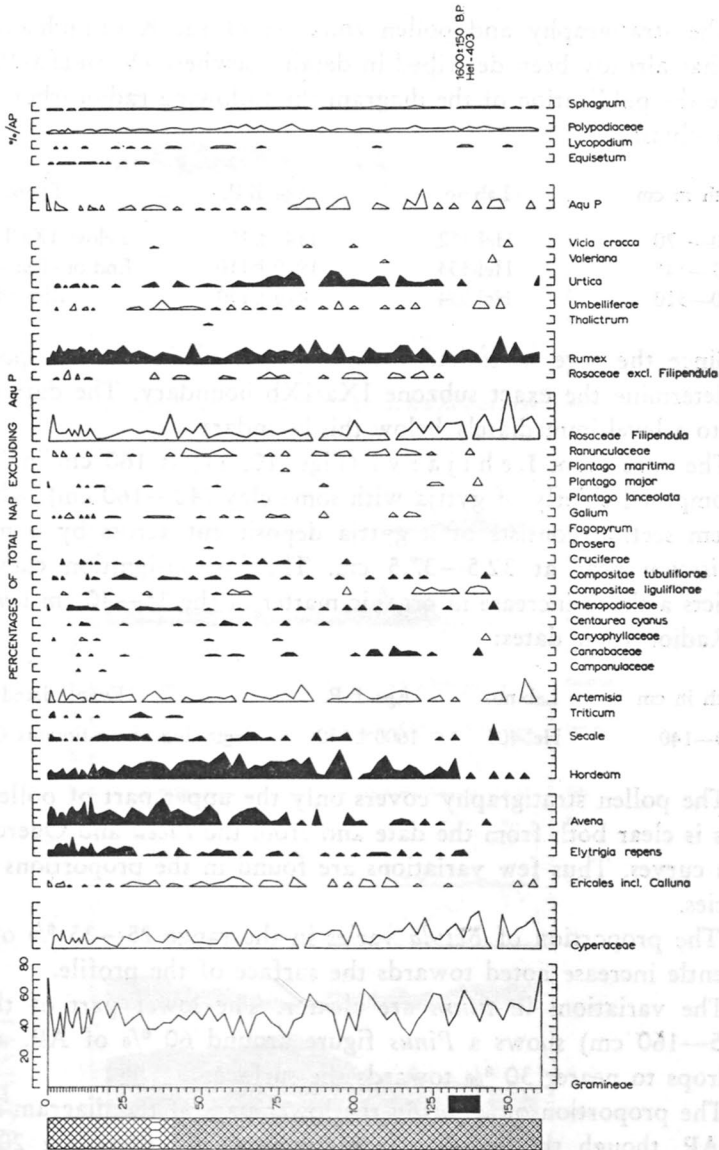 1600±150 B.P.
Hel-403
%/AP
Sphagnum
Polypodiaceae
Lycopodium
Equisetum
Aqu P
Vicia cracca
Valeriana
Urtica
Umbelliferae
Thalictrum
Rumex
Rosaceae excl. Filipendula
PERCENTAGES OF TOTAL NAP EXCLUDING Aqu P
Rosaceae Filipendula
Ranunculaceae
Plantago maritima
Plantago major
Plantago lanceolata
Galium
Fagopyrum
Drosera
Cruciferae
Compositae tubuliflorae
Compositae liguliflorae
Chenopodiaceae
Centaurea cyanus
Caryophyllaceae
Cannabaceae
Campanulaceae
Artemisia
Triticum
Secale
Hordeum
Avena
Elytrigia repens
Ericales incl. Calluna
Cyperaceae
80
60
40
20
Gramineae
0 25 50 75 100 125 150